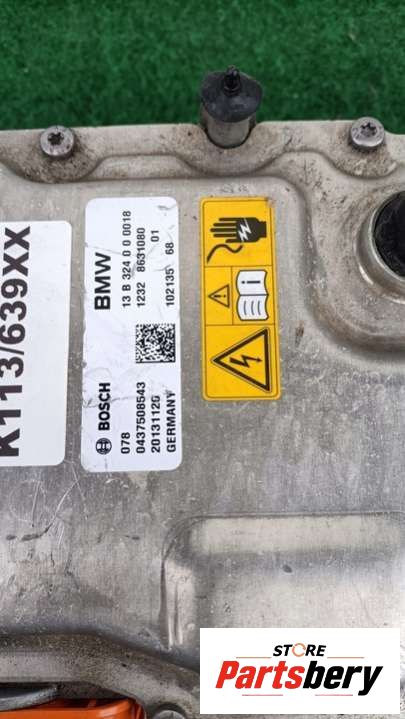 K113/639XX
BMW
13 B 324 0 0 0018
1232 8631080 01
102135 68
BOSCH
078
0437508543
20131120
GERMANY
STORE
Partsbery